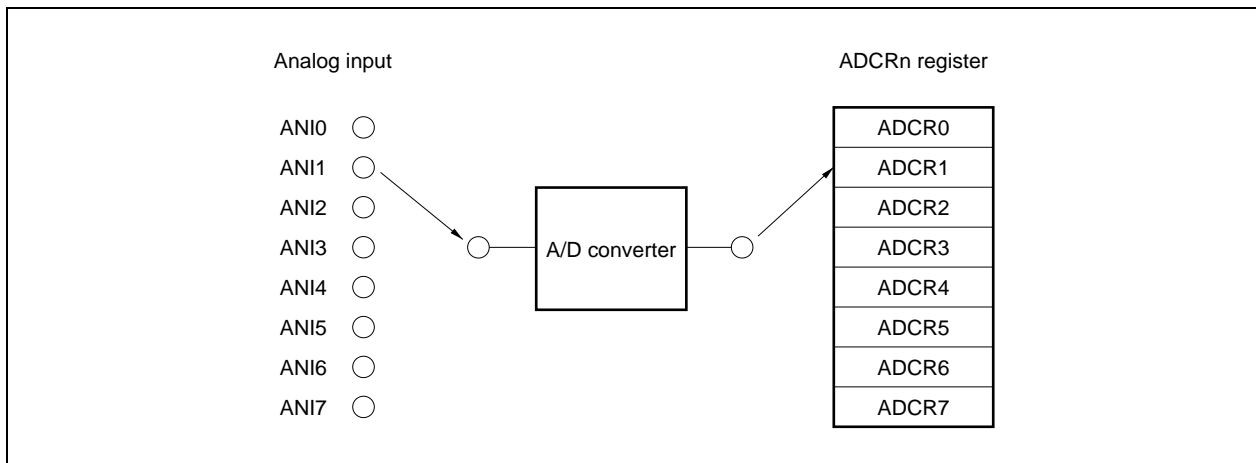 Analog input
ADCRn register
ANI0
ANI1
ANI2
ANI3
ANI4
ANI5
ANI6
ANI7
A/D converter
ADCR0
ADCR1
ADCR2
ADCR3
ADCR4
ADCR5
ADCR6
ADCR7